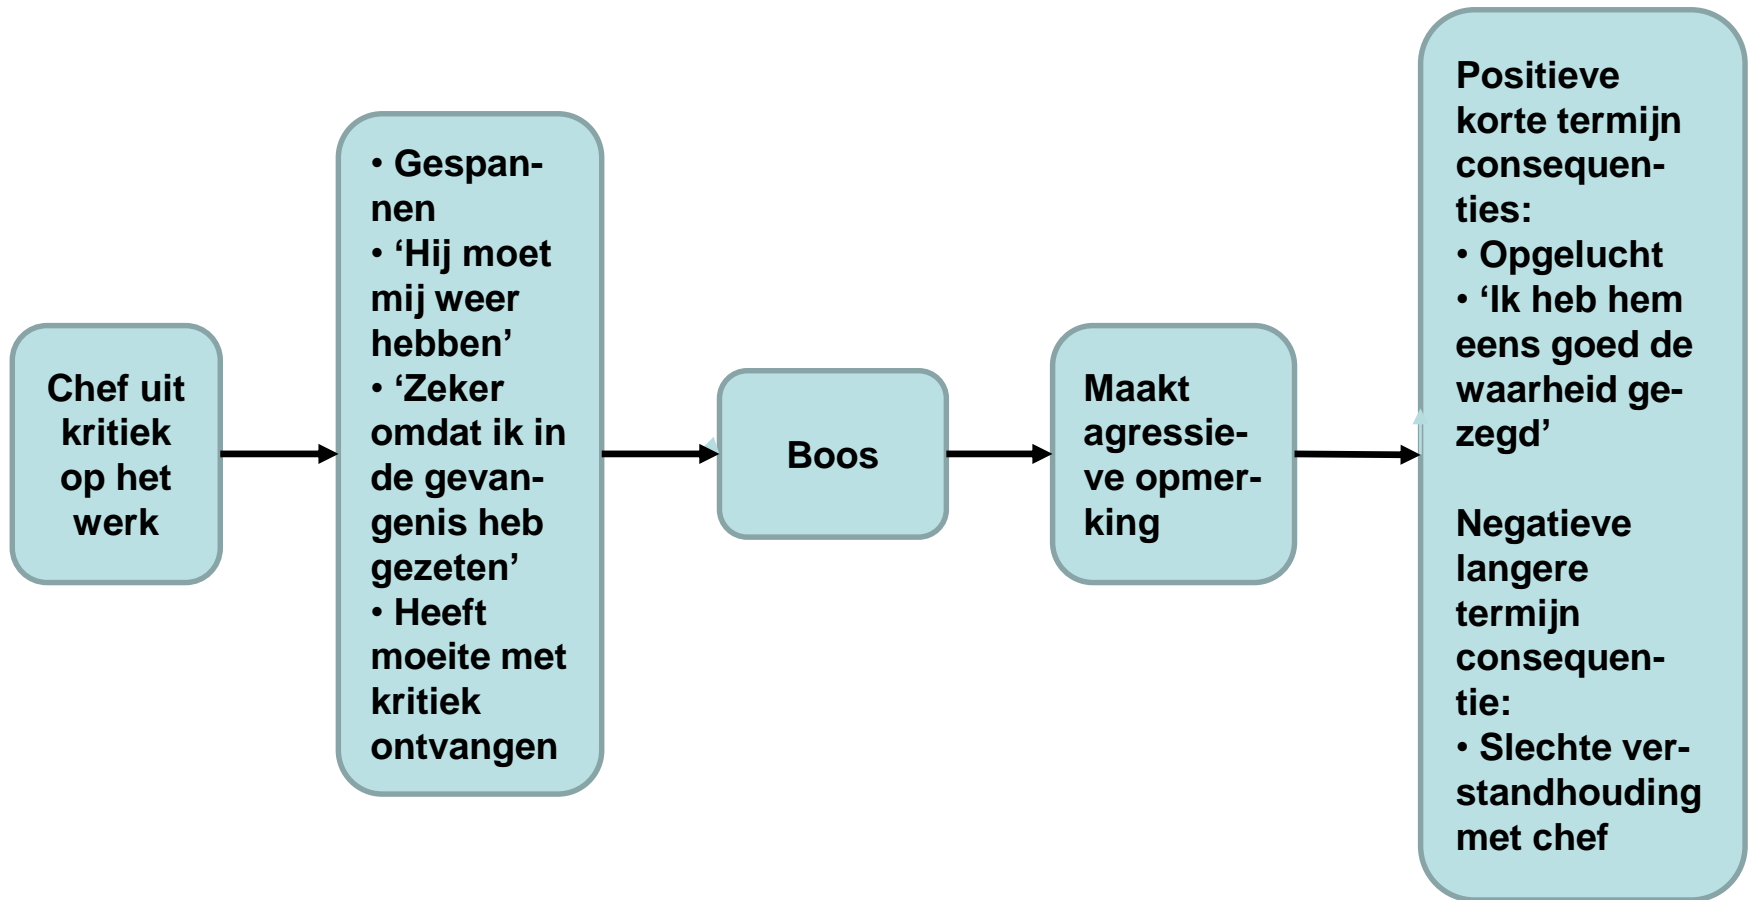 Chef uit
kritiek
op het
werk
• Gespan-
nen
• ‘Hij moet
mij weer
hebben’
• ‘Zeker
omdat ik in
de gevan-
genis heb
gezeten’
• Heeft
moeite met
kritiek
ontvangen
Boos
Maakt
agressie-
ve opmer-
king
Positieve
korte termijn
consequen-
ties:
• Opgelucht
• ‘Ik heb hem
eens goed de
waarheid ge-
zegd’
Negatieve
langere
termijn
consequen-
tie:
• Slechte ver-
standhouding
met chef